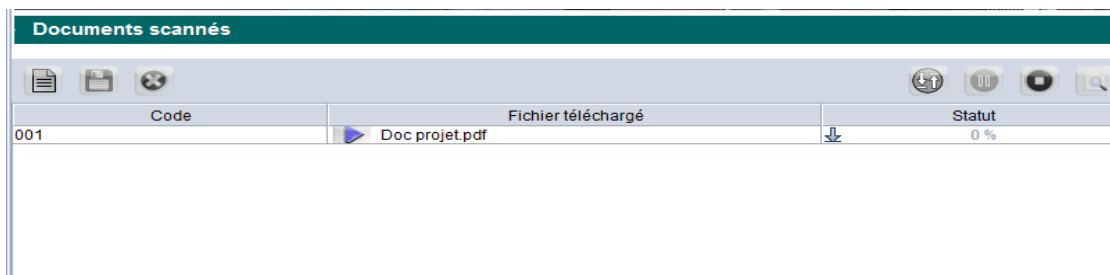 Documents scannés
Code Fichier téléchargé Statut
001 Doc projet.pdf 0 %